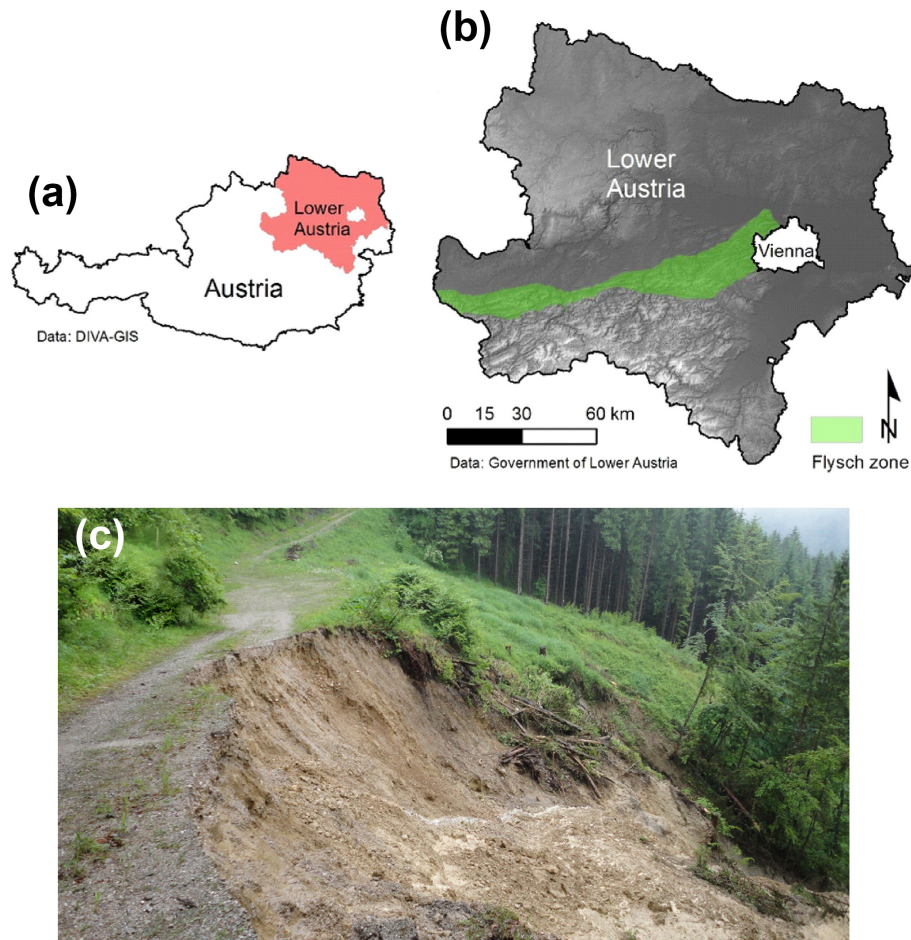 (a)
Lower
Austria
Austria
Data: DIVA-GIS
(b)
Lower
Austria
Vienna
0 15 30 60 km
Data: Government of Lower Austria
N
Flysch zone
(c)